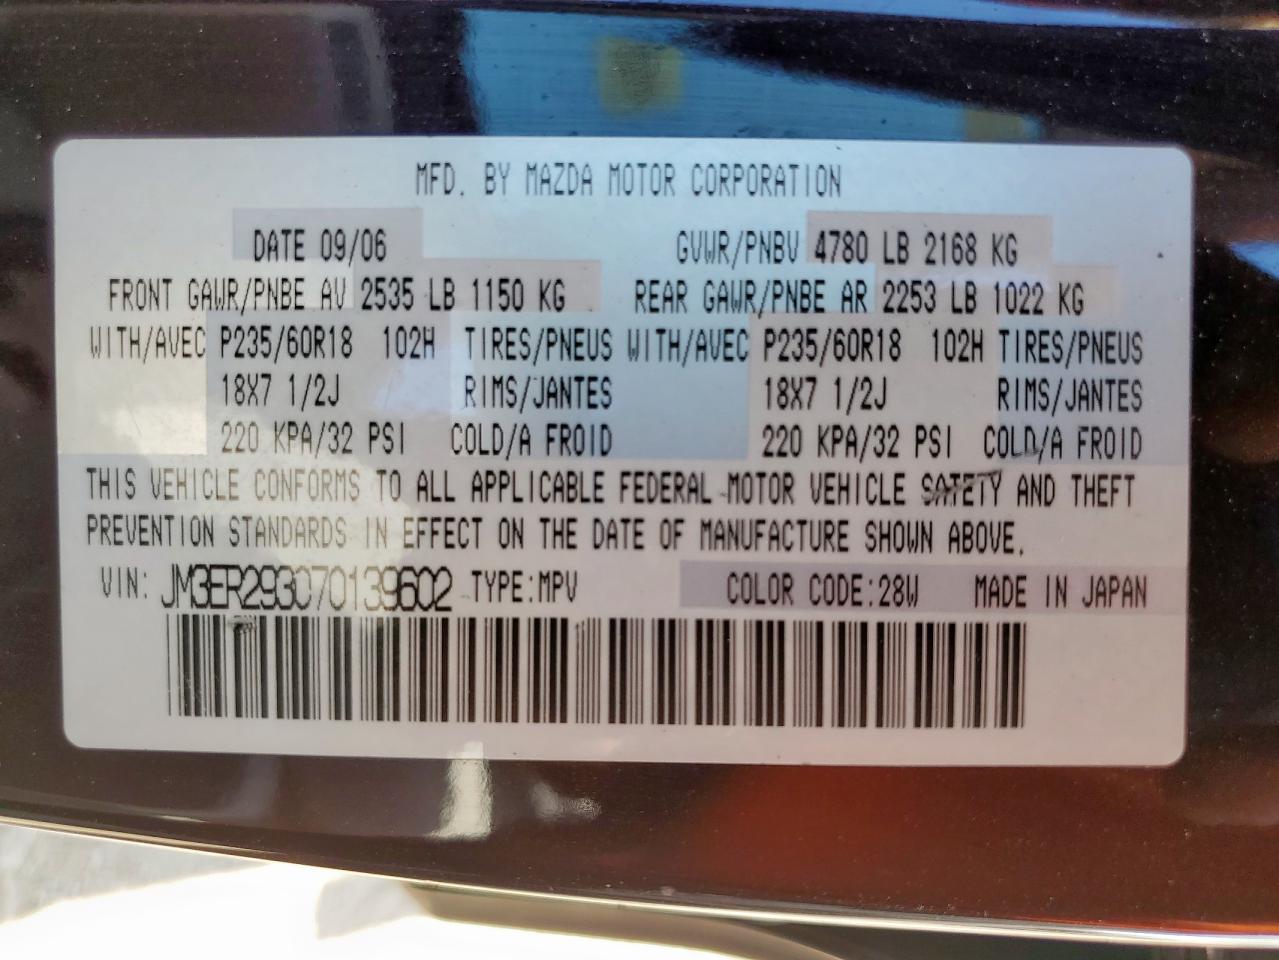 MFD. BY MAZDA MOTOR CORPORATION
DATE 09/06 GVWR/PNBV 4780 LB 2168 KG
FRONT GAWR/PNBE AV 2535 LB 1150 KG REAR GAWR/PNBE AR 2253 LB 1022 KG
WITH/AVEC P235/60R18 102H TIRES/PNEUS WITH/AVEC P235/60R18 102H TIRES/PNEUS
18X7 1/2J RIMS/JANTES 18X7 1/2J RIMS/JANTES
220 KPA/32 PSI COLD/A FROID 220 KPA/32 PSI COLD/A FROID
THIS VEHICLE CONFORMS TO ALL APPLICABLE FEDERAL MOTOR VEHICLE SAFETY AND THEFT
PREVENTION STANDARDS IN EFFECT ON THE DATE OF MANUFACTURE SHOWN ABOVE.
VIN: JM3ER293070139602 TYPE:MPV COLOR CODE:28W MADE IN JAPAN